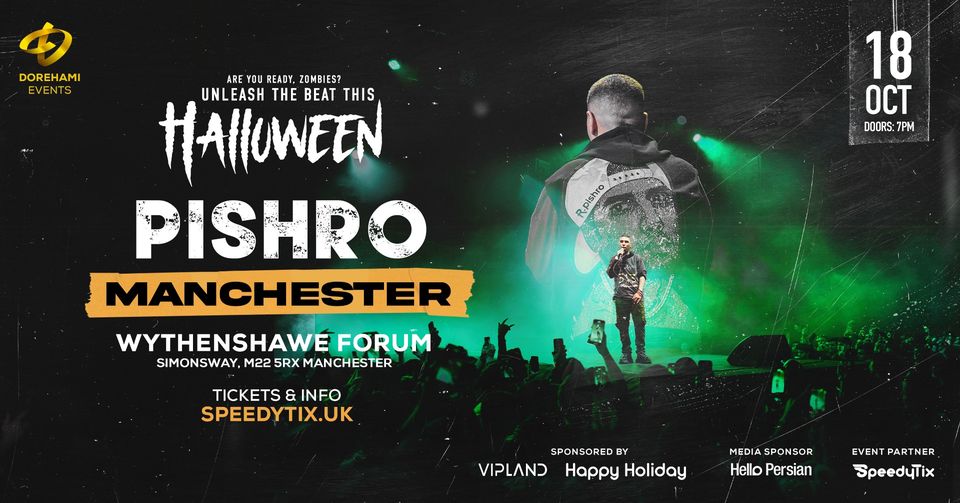 DOREHAMI
EVENTS
ARE YOU READY, ZOMBIES?
UNLEASH THE BEAT THIS
HALLOWEEN
PISHRO
MANCHESTER
WYTHENSHAWE FORUM
SIMONSWAY, M22 5RX MANCHESTER
TICKETS & INFO
SPEEDYTIX.UK
18
OCT
DOORS: 7PM
R.pishro
SPONSORED BY
VIPLAND Happy Holiday
MEDIA SPONSOR
Hello Persian
EVENT PARTNER
SpeedyTix